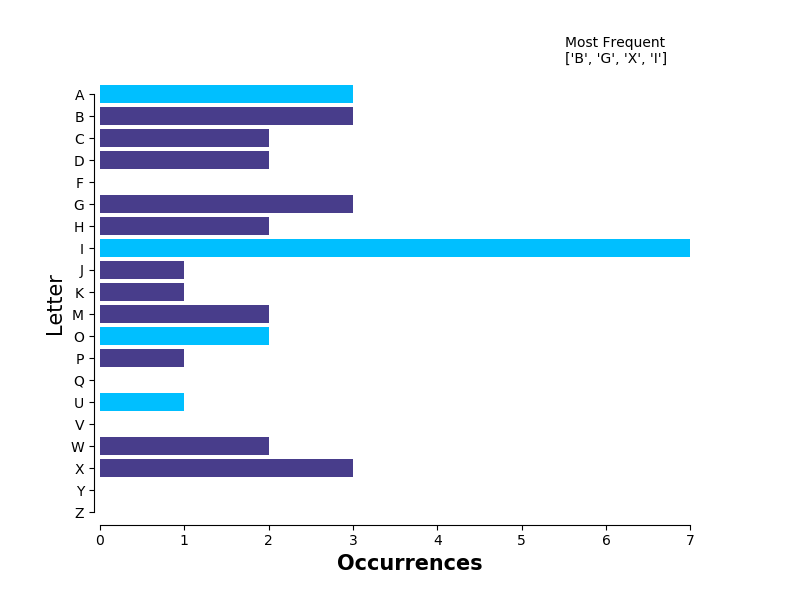 Most Frequent
['B', 'G', 'X', 'I']
A
B
C
D
F
G
H
I
J
K
M
O
P
Q
U
V
W
X
Y
Z
Letter
0 1 2 3 4 5 6 7
Occurrences